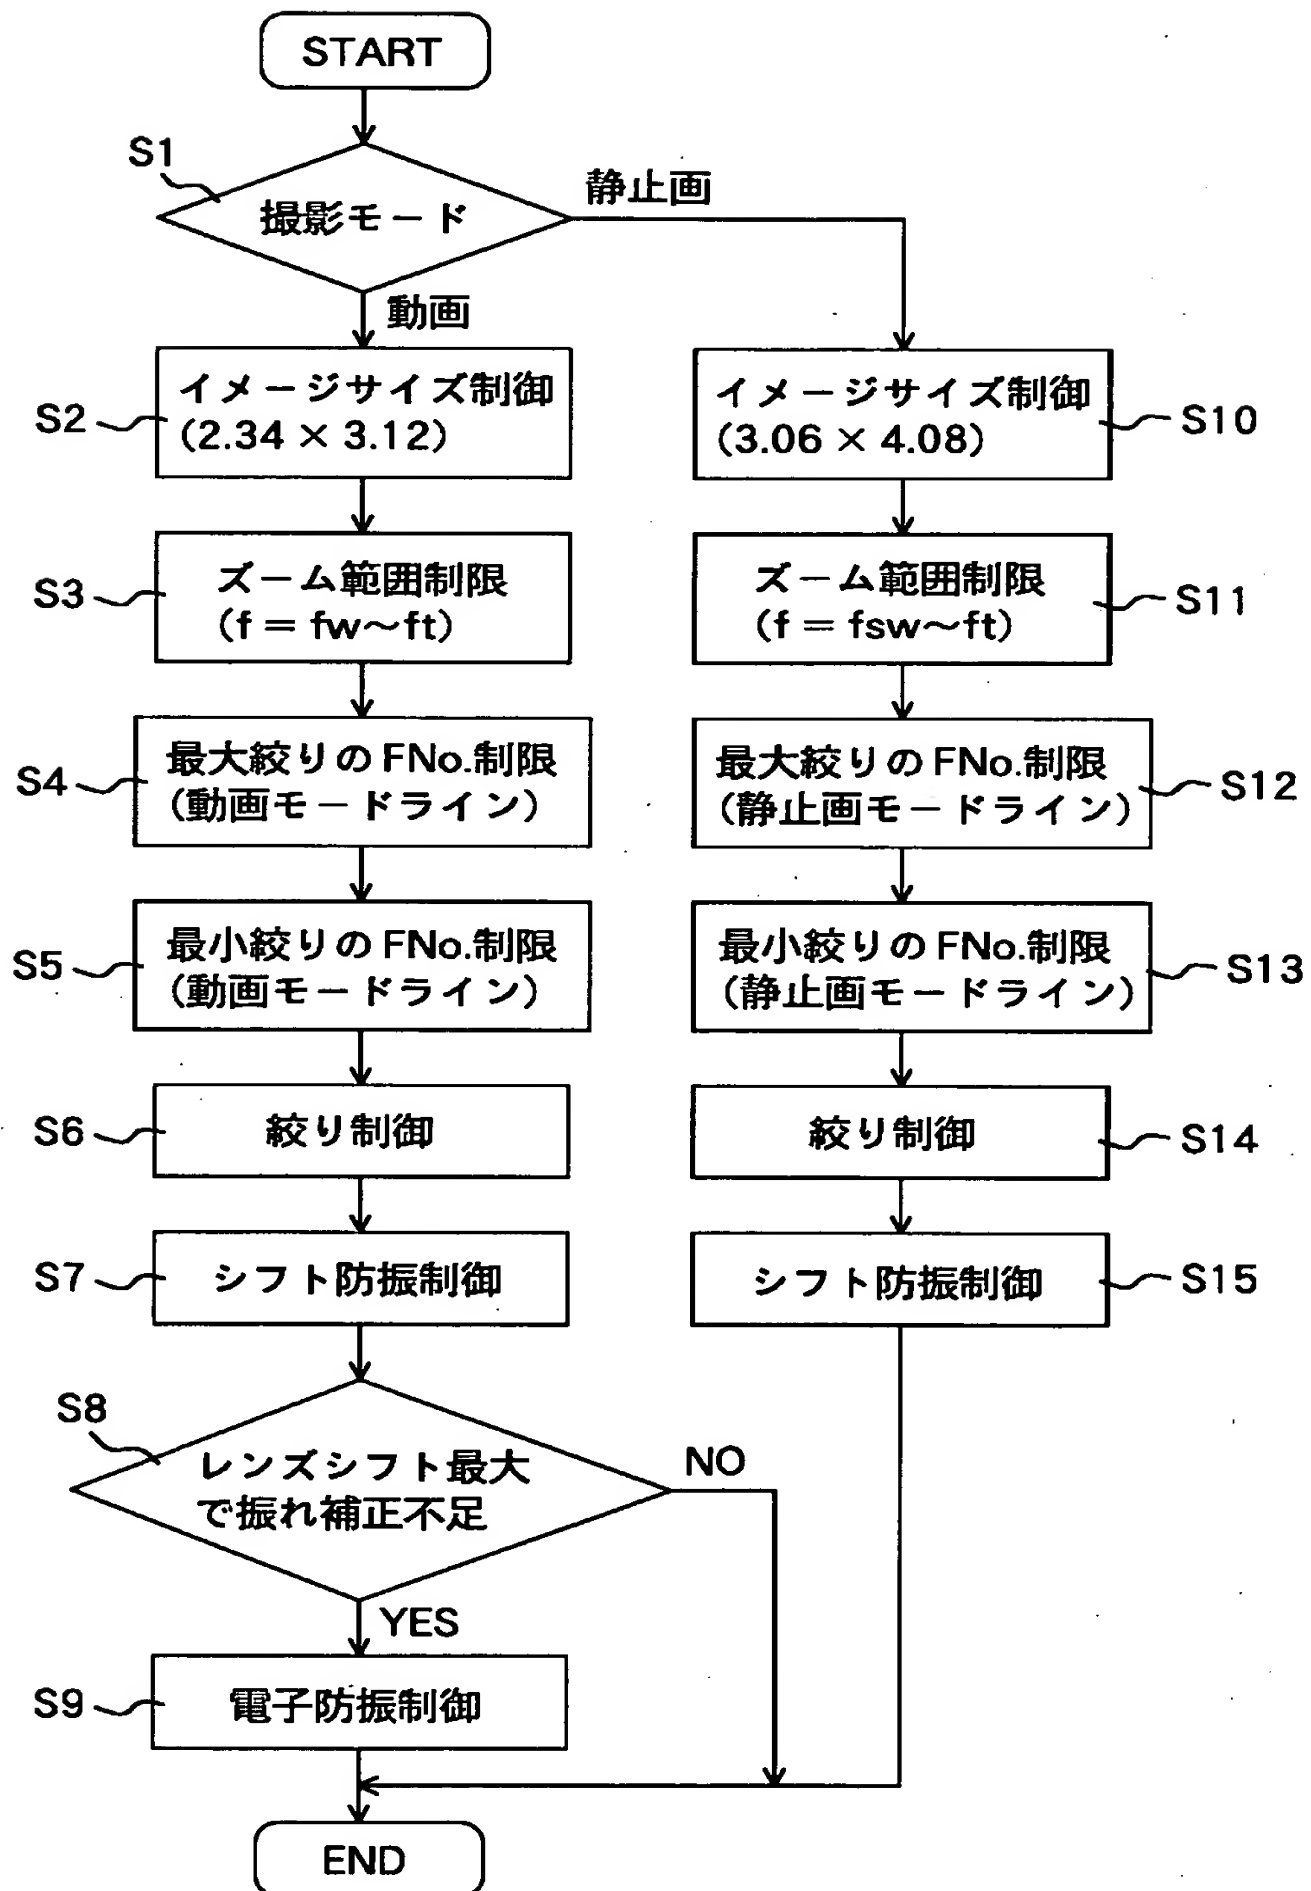 START
S1
撮影モード
静止画
動画
S2
イメージサイズ制御
(2.34 × 3.12)
イメージサイズ制御
(3.06 × 4.08)
S10
S3
ズーム範囲制限
(f = fw〜ft)
ズーム範囲制限
(f = fsw〜ft)
S11
S4
最大絞りのFNo.制限
(動画モードライン)
最大絞りのFNo.制限
(静止画モードライン)
S12
S5
最小絞りのFNo.制限
(動画モードライン)
最小絞りのFNo.制限
(静止画モードライン)
S13
S6
絞り制御
絞り制御
S14
S7
シフト防振制御
シフト防振制御
S15
S8
レンズシフト最大
で振れ補正不足
NO
YES
S9
電子防振制御
END